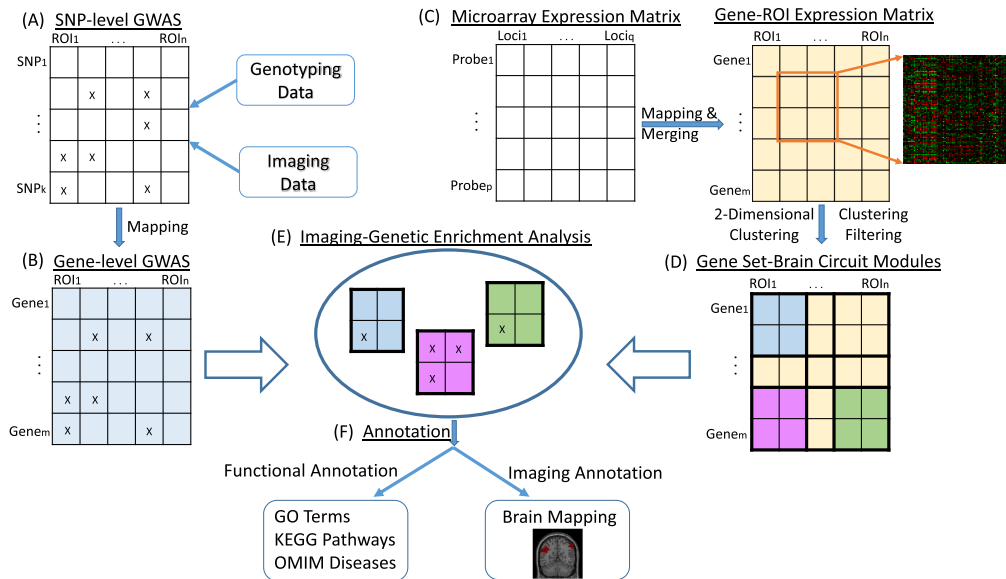 (A) SNP-level GWAS
ROI1 ... ROIn
SNP1
X X
X
⋮
X X
SNPk X X
Genotyping
Data
Imaging
Data
Mapping
(B) Gene-level GWAS
ROI1 ... ROIn
Gene1
X X
⋮
X X
Genem X X
(C) Microarray Expression Matrix
Loci1 ... Lociq
Probe1
⋮
Probep
Mapping &
Merging
Gene-ROI Expression Matrix
ROI1 ... ROIn
Gene1
⋮
Genem
2-Dimensional
Clustering
Clustering
Filtering
(D) Gene Set-Brain Circuit Modules
ROI1 ... ROIn
Gene1
⋮
Genem
(E) Imaging-Genetic Enrichment Analysis
X
X X
X
X
(F) Annotation
Functional Annotation
Imaging Annotation
GO Terms
KEGG Pathways
OMIM Diseases
Brain Mapping